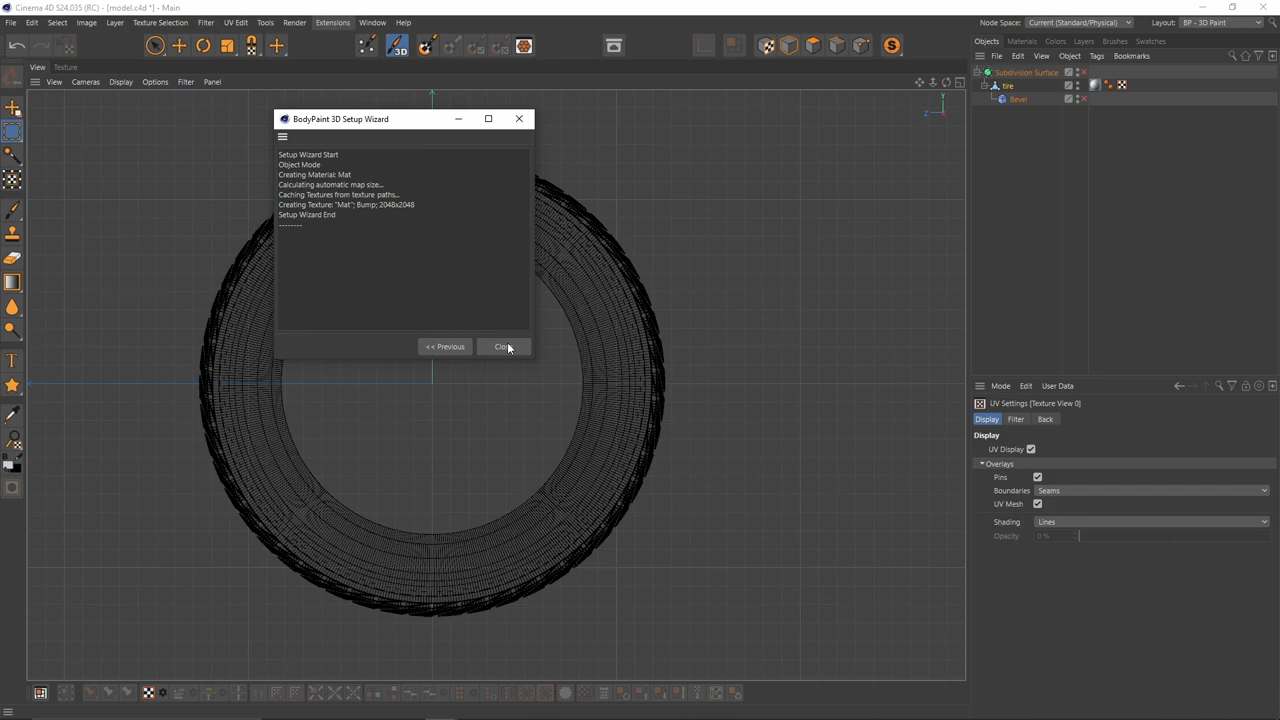 Cinema 4D S24.035 (RC) - [model.c4d *] - Main
File Edit Select Image Layer Texture Selection Filter UV Edit Tools Render Extensions Window Help
Node Space: Current (Standard/Physical) Layout: BP - 3D Paint
Objects Materials Colors Layers Brushes Swatches
File Edit View Object Tags Bookmarks
Subdivision Surface
tire
Bevel
View Texture
View Cameras Display Options Filter Panel
3D
S
Y
Z
BodyPaint 3D Setup Wizard
Setup Wizard Start
Object Mode
Creating Material: Mat
Calculating automatic map size...
Caching Textures from texture paths...
Creating Texture: "Mat"; Bump; 2048x2048
Setup Wizard End
--------
<< Previous
T
Mode Edit User Data
UV Settings [Texture View 0]
Display Filter Back
Display
UV Display
Overlays
Pins
Boundaries Seams
UV Mesh
Shading Lines
Opacity 0 %